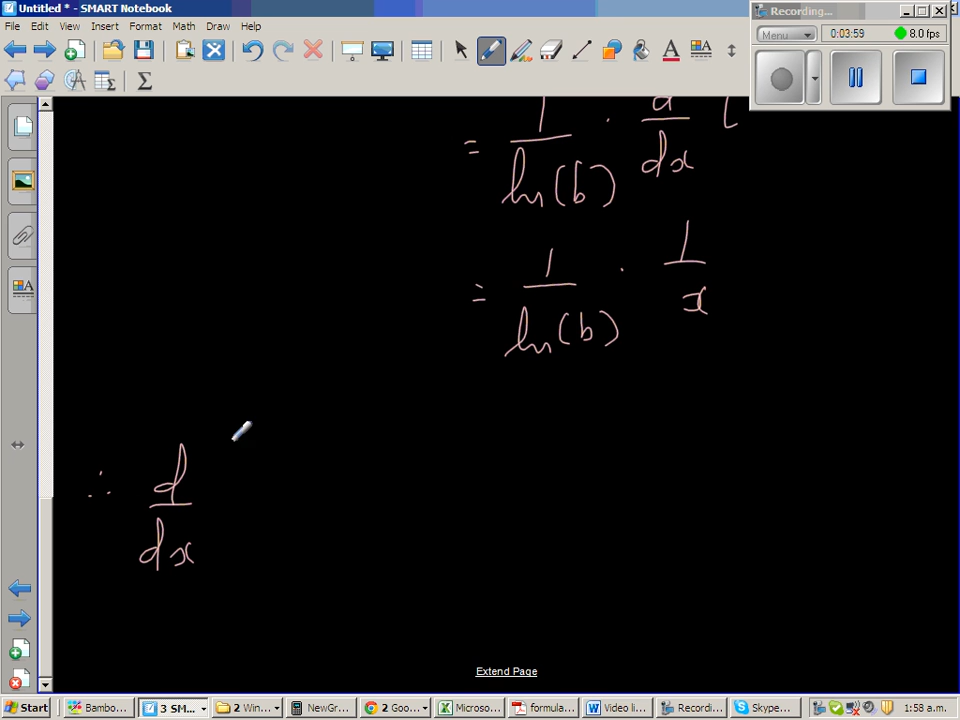 Untitled * - SMART Notebook
Recording...
File Edit View Insert Format Math Draw Help
Menu 0:03:59 8.0 fps
= 1/ln(b) · d/dx
= 1/ln(b) · 1/x
∴ d/dx
Extend Page
Start Bambo... 3 SM... 2 Win... NewGr... 2 Goo... Microso... formula... Video li... Recordi... Skype... 1:58 a.m.